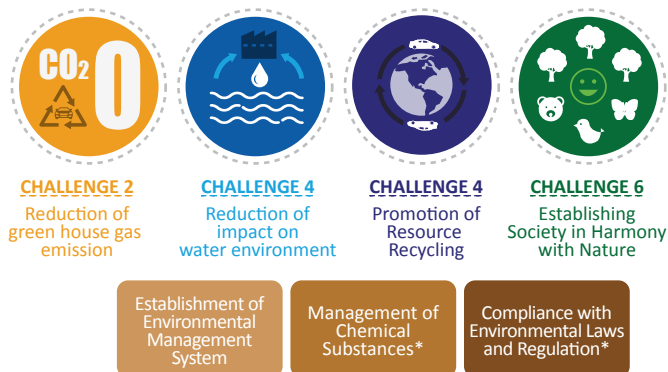 CO2 0
CHALLENGE 2
Reduction of
green house gas
emission
CHALLENGE 4
Reduction of
impact on
water environment
CHALLENGE 4
Promotion of
Resource
Recycling
CHALLENGE 6
Establishing
Society in Harmony
with Nature
Establishment of
Environmental
Management
System
Management of
Chemical
Substances*
Compliance with
Environmental Laws
and Regulation*